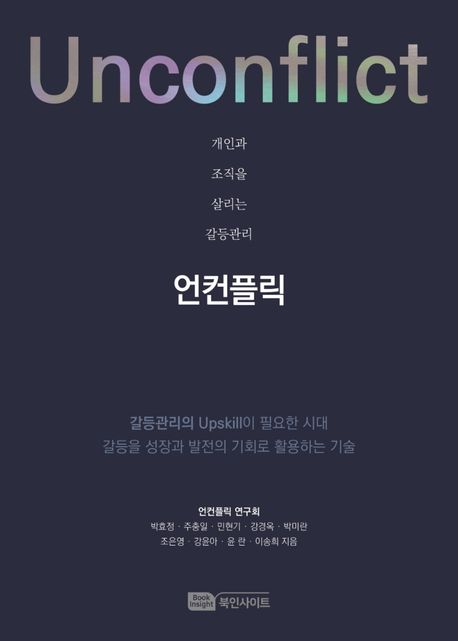 Unconflict
개인과
조직을
살리는
갈등관리
언컨플릭
갈등관리의 Upskill이 필요한 시대
갈등을 성장과 발전의 기회로 활용하는 기술
언컨플릭 연구회
박효정 · 주충일 · 민현기 · 강경옥 · 박미란
조은영 · 강윤아 · 윤 란 · 이송희 지음
Book
Insight
북인사이트